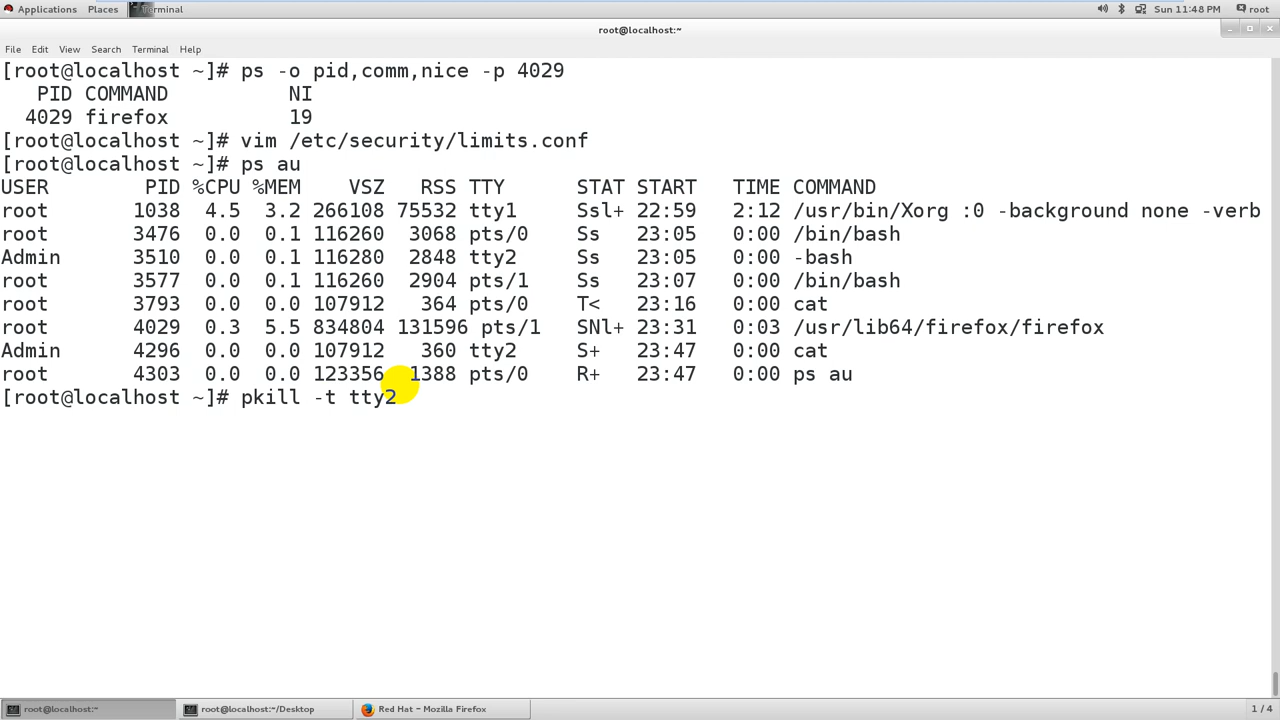 Applications Places Terminal Sun 11:48 PM root
root@localhost:~
File Edit View Search Terminal Help
[root@localhost ~]# ps -o pid,comm,nice -p 4029
PID COMMAND NI
4029 firefox 19
[root@localhost ~]# vim /etc/security/limits.conf
[root@localhost ~]# ps au
USER PID %CPU %MEM VSZ RSS TTY STAT START TIME COMMAND
root 1038 4.5 3.2 266108 75532 tty1 Ssl+ 22:59 2:12 /usr/bin/Xorg :0 -background none -verb
root 3476 0.0 0.1 116260 3068 pts/0 Ss 23:05 0:00 /bin/bash
Admin 3510 0.0 0.1 116280 2848 tty2 Ss 23:05 0:00 -bash
root 3577 0.0 0.1 116260 2904 pts/1 Ss 23:07 0:00 /bin/bash
root 3793 0.0 0.0 107912 364 pts/0 T< 23:16 0:00 cat
root 4029 0.3 5.5 834804 131596 pts/1 SNl+ 23:31 0:03 /usr/lib64/firefox/firefox
Admin 4296 0.0 0.0 107912 360 tty2 S+ 23:47 0:00 cat
root 4303 0.0 0.0 123356 1388 pts/0 R+ 23:47 0:00 ps au
[root@localhost ~]# pkill -t tty2
root@localhost:~ root@localhost:~/Desktop Red Hat - Mozilla Firefox 1 / 4